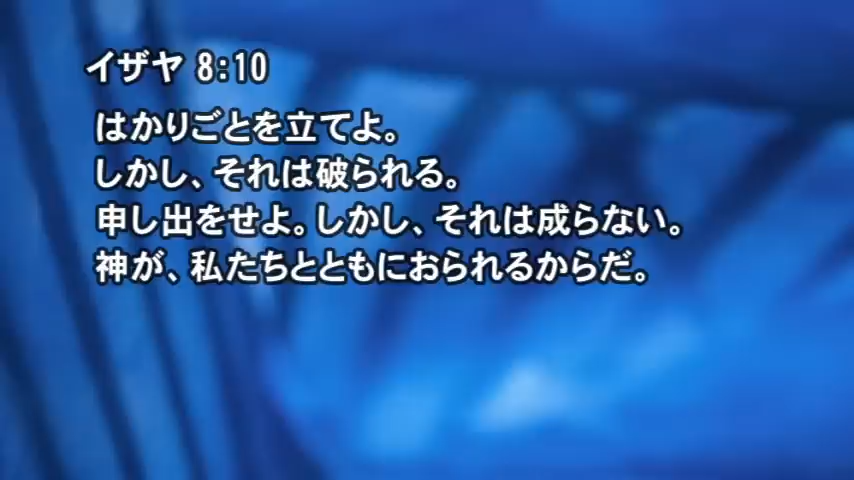 イザヤ 8:10
はかりごとを立てよ。
しかし、それは破られる。
申し出をせよ。しかし、それは成らない。
神が、私たちとともにおられるからだ。